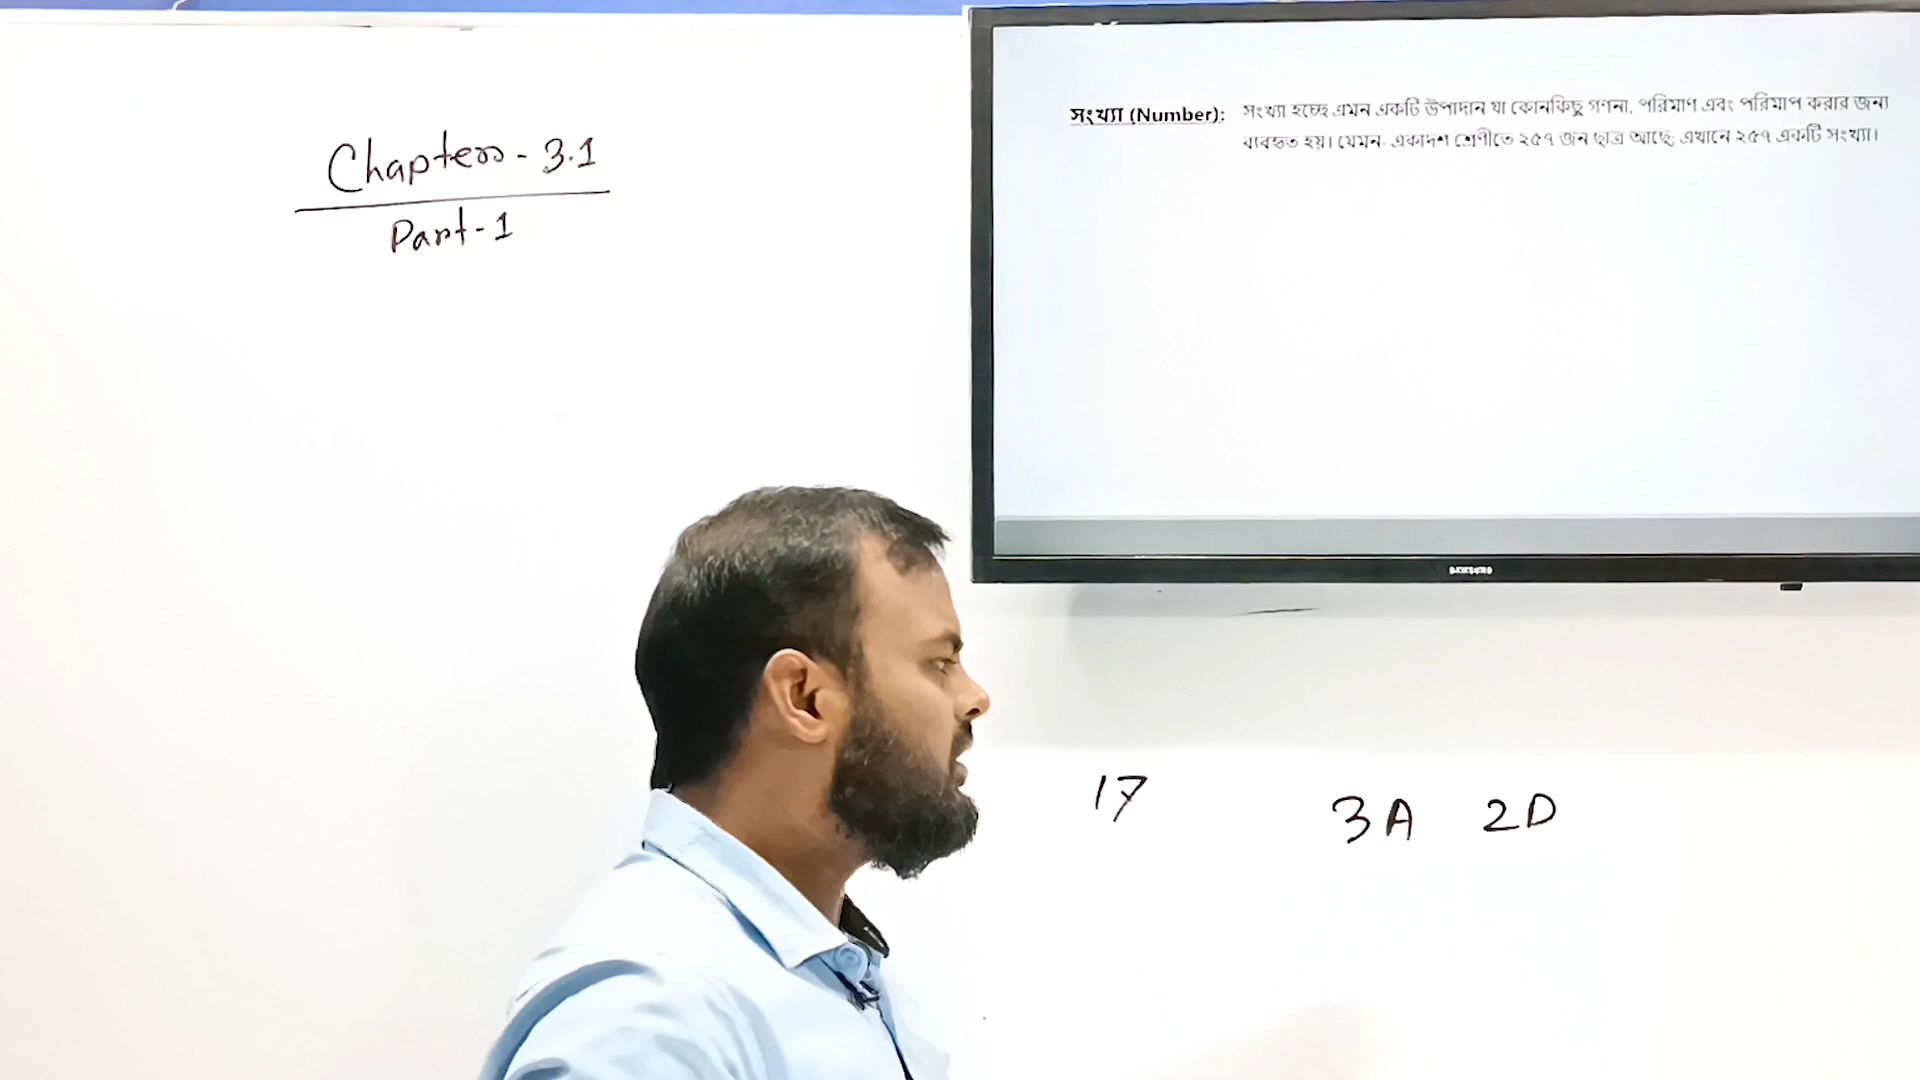 Chapter - 3.1
Part - 1
সংখ্যা (Number): সংখ্যা হচ্ছে এমন একটি উপাদান যা কোনকিছু গণনা, পরিমাণ এবং পরিমাপ করার জন্য
ব্যবহৃত হয়। যেমন- একাদশ শ্রেণীতে ২৫৭ জন ছাত্র আছে; এখানে ২৫৭ একটি সংখ্যা।
SAMSUNG
17 3A 2D